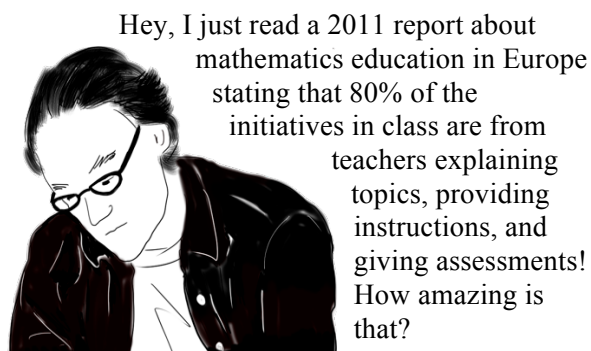 Hey, I just read a 2011 report about
mathematics education in Europe
stating that 80% of the
initiatives in class are from
teachers explaining
topics, providing
instructions, and
giving assessments!
How amazing is
that?